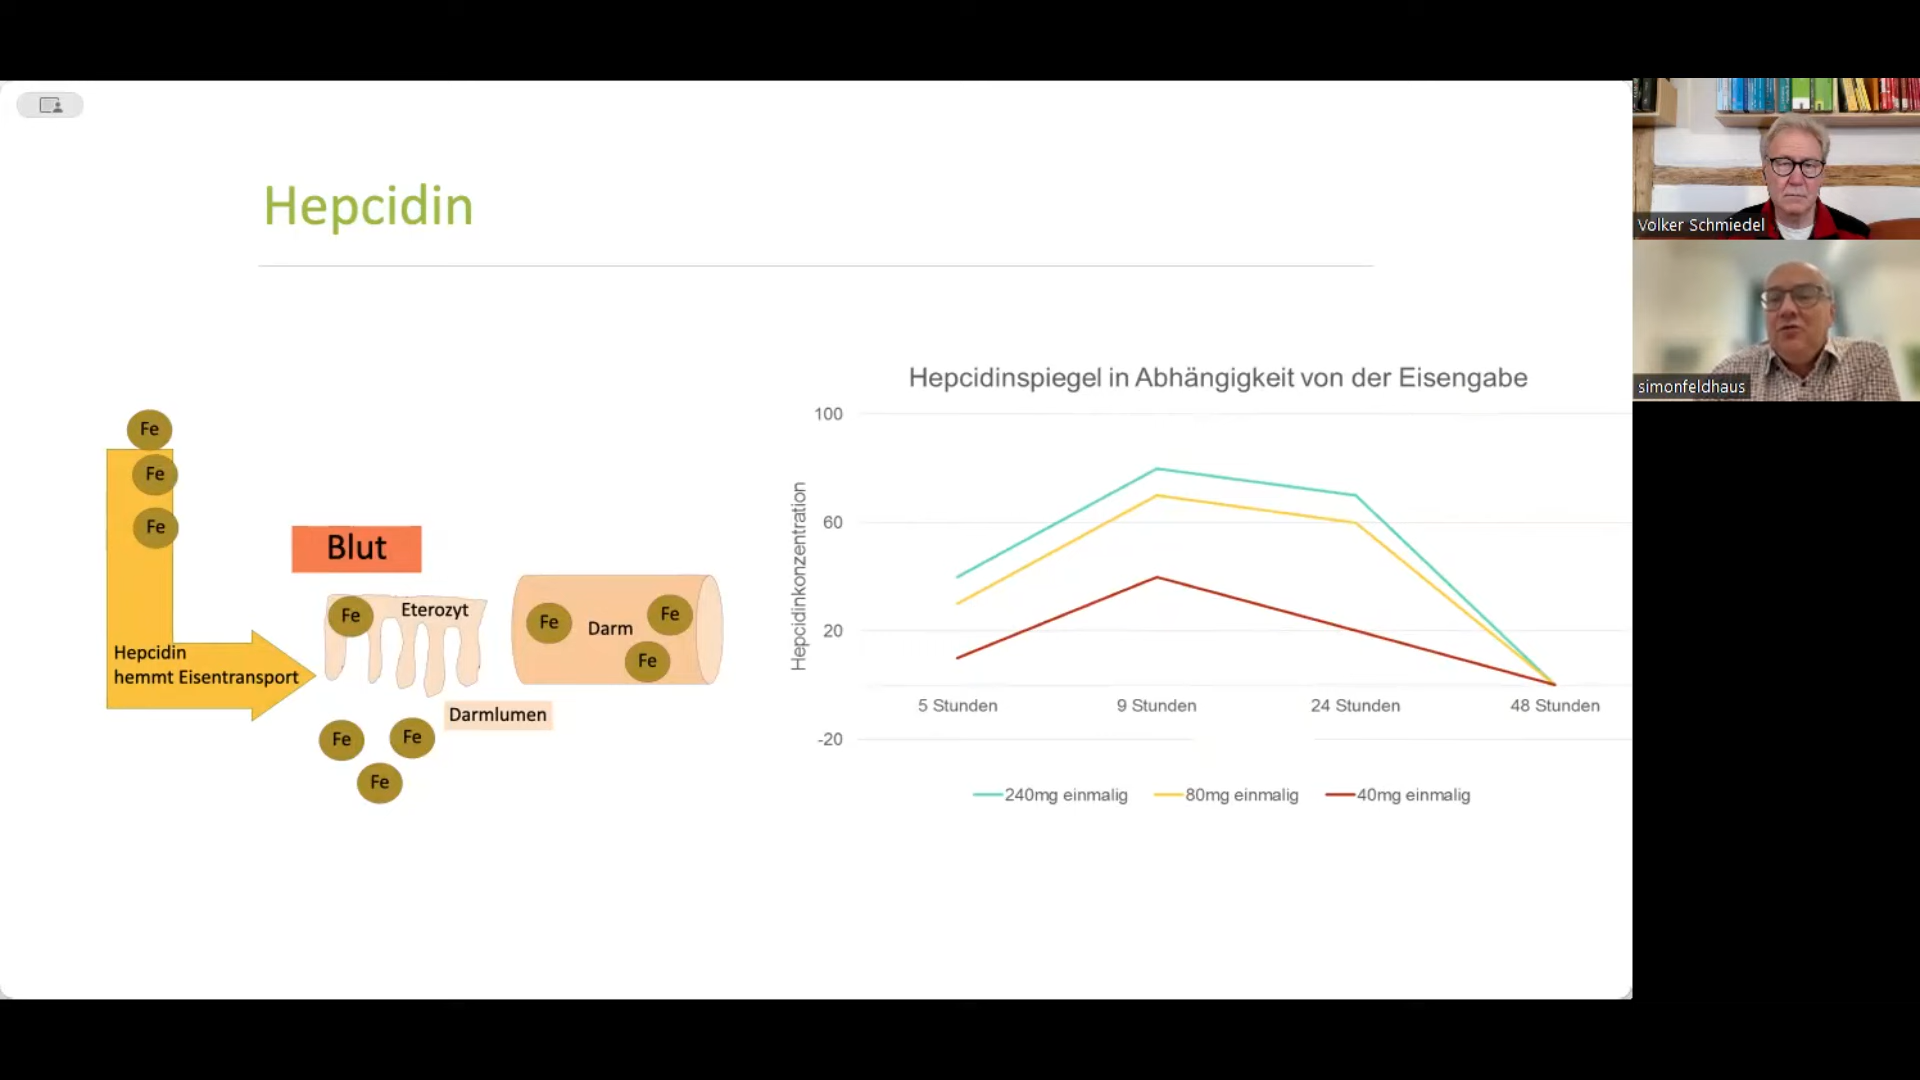 Hepcidin
Fe
Fe
Fe
Hepcidin
hemmt Eisentransport
Blut
Fe
Eterozyt
Fe
Darm
Fe
Fe
Darmlumen
Fe
Fe
Fe
Hepcidinspiegel in Abhängigkeit von der Eisengabe
Hepcidinkonzentration
100
60
20
-20
5 Stunden
9 Stunden
24 Stunden
48 Stunden
240mg einmalig
80mg einmalig
40mg einmalig
Volker Schmiedel
simonfeldhaus